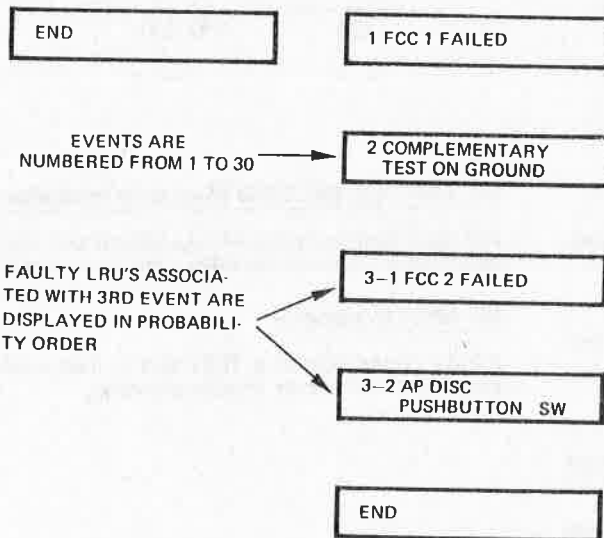 END
1 FCC 1 FAILED
EVENTS ARE
NUMBERED FROM 1 TO 30
2 COMPLEMENTARY
TEST ON GROUND
FAULTY LRU'S ASSOCIA-
TED WITH 3RD EVENT ARE
DISPLAYED IN PROBABILI-
TY ORDER
3–1 FCC 2 FAILED
3–2 AP DISC
PUSHBUTTON SW
END